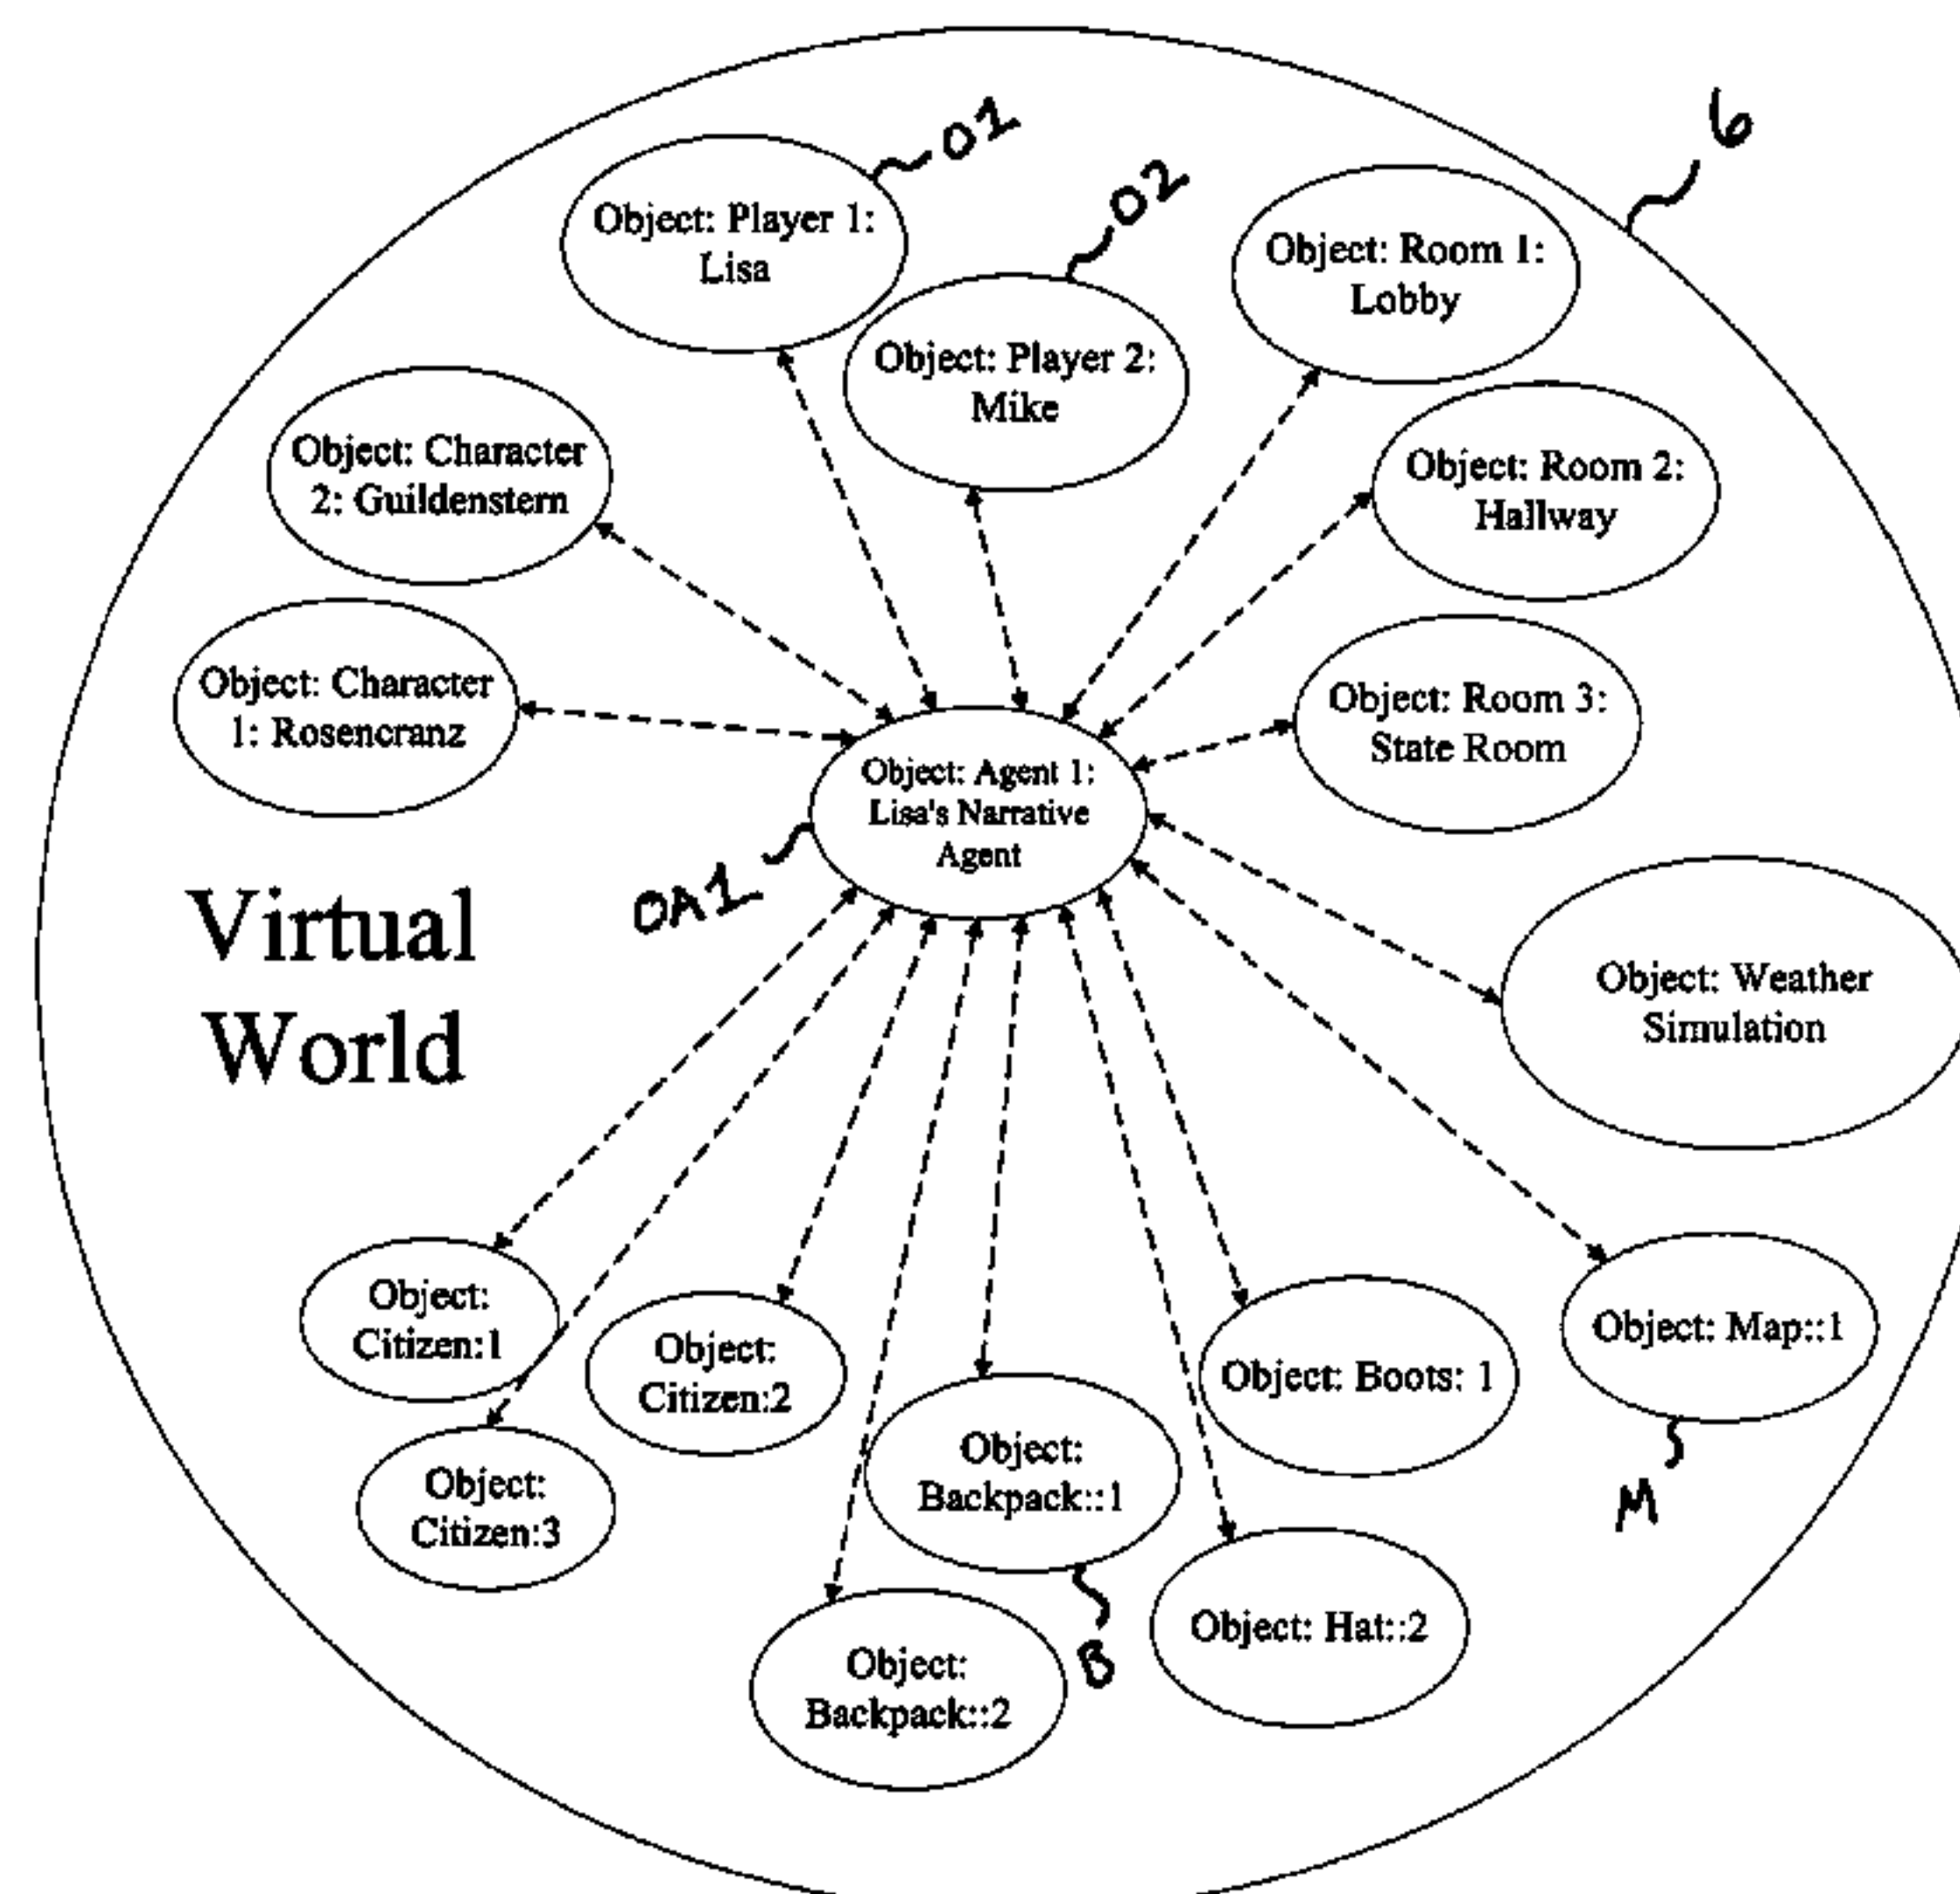 6
O1
Object: Player 1:
Lisa
O2
Object: Player 2:
Mike
Object: Room 1:
Lobby
Object: Character
2: Guildenstern
Object: Room 2:
Hallway
Object: Character
1: Rosencranz
Object: Room 3:
State Room
Object: Agent 1:
Lisa's Narrative
Agent
OA1
Virtual
World
Object: Weather
Simulation
Object:
Citizen:1
Object:
Citizen:2
Object:
Citizen:3
Object:
Backpack::1
B
Object: Boots: 1
Object: Map::1
M
Object:
Backpack::2
Object: Hat::2